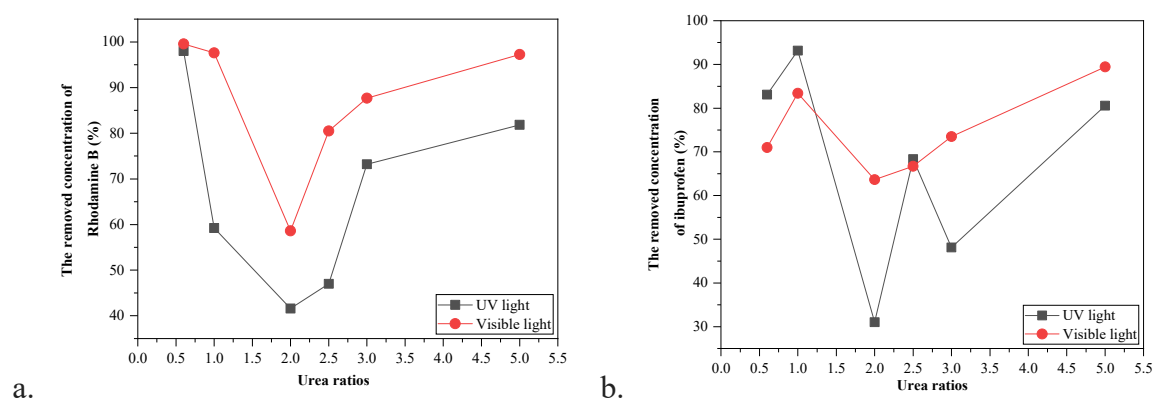 The removed concentration of
Rhodamine B (%)
100
90
80
70
60
50
40
0.0 0.5 1.0 1.5 2.0 2.5 3.0 3.5 4.0 4.5 5.0 5.5
Urea ratios
UV light
Visible light
a.
The removed concentration
of ibuprofen (%)
100
90
80
70
60
50
40
30
0.0 0.5 1.0 1.5 2.0 2.5 3.0 3.5 4.0 4.5 5.0 5.5
Urea ratios
UV light
Visible light
b.